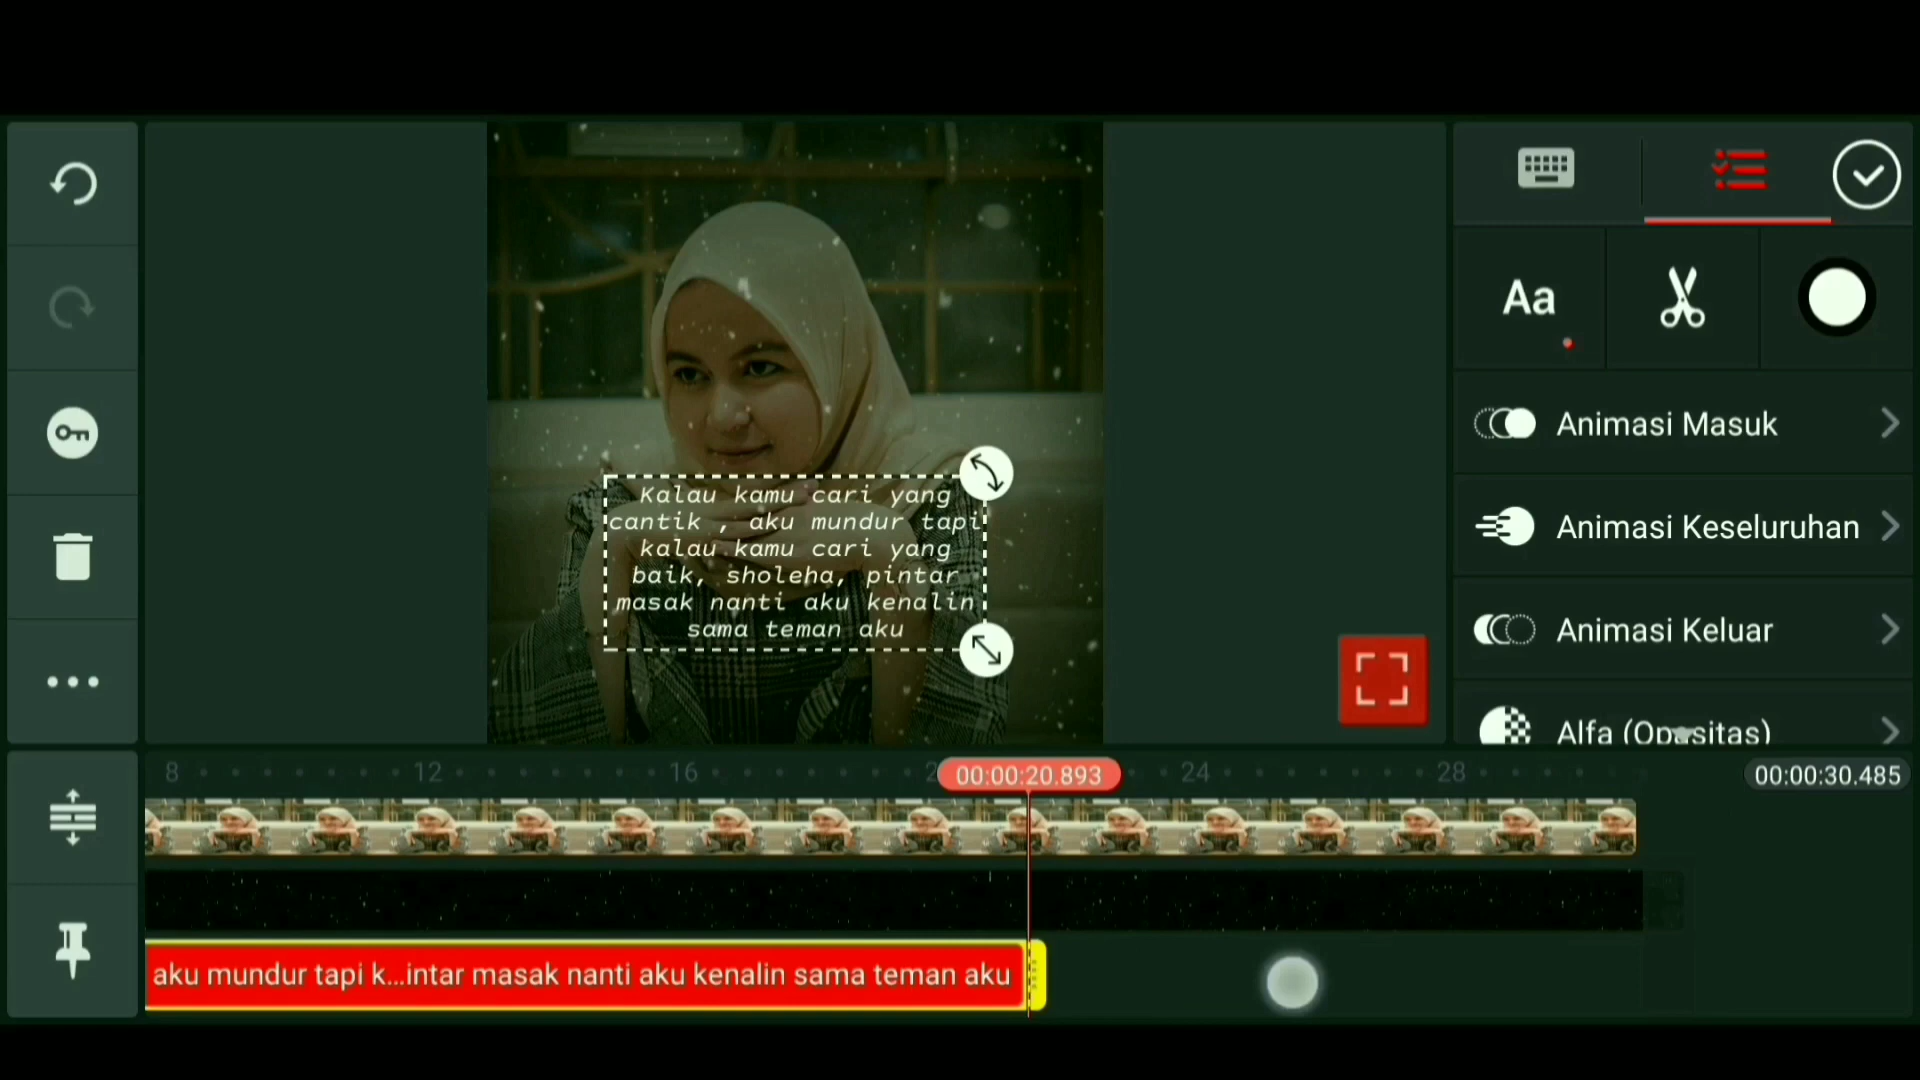 Aa
Animasi Masuk
Animasi Keseluruhan
Animasi Keluar
Alfa (Opasitas)
Kalau kamu cari yang
cantik , aku mundur tapi
kalau kamu cari yang
baik, sholeha, pintar
masak nanti aku kenalin
sama teman aku
8 12 16 00:00:20.893 24 28 00:00:30.485
aku mundur tapi k...intar masak nanti aku kenalin sama teman aku